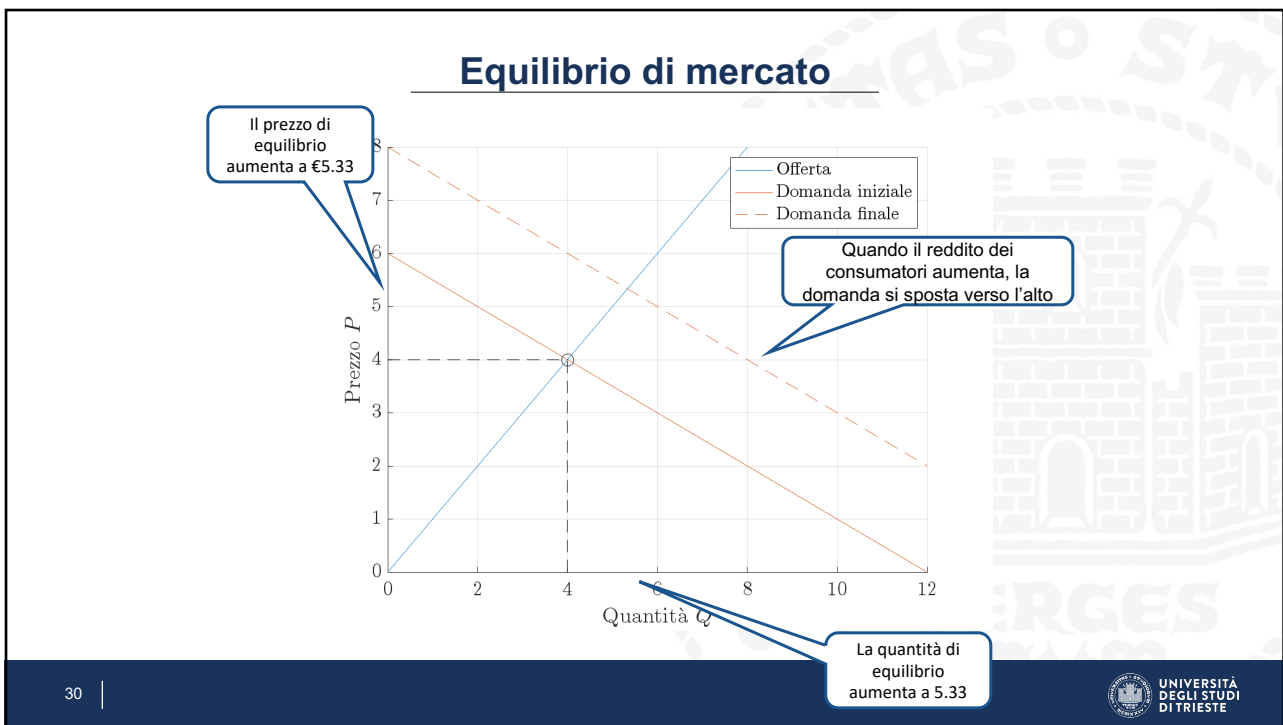 Equilibrio di mercato
Il prezzo di
equilibrio
aumenta a €5.33
8
7
6
5
4
3
2
1
0
Prezzo P
Offerta
Domanda iniziale
Domanda finale
Quando il reddito dei
consumatori aumenta, la
domanda si sposta verso l'alto
0 2 4 6 8 10 12
Quantità Q
La quantità di
equilibrio
aumenta a 5.33
30
UNIVERSITÀ
DEGLI STUDI
DI TRIESTE